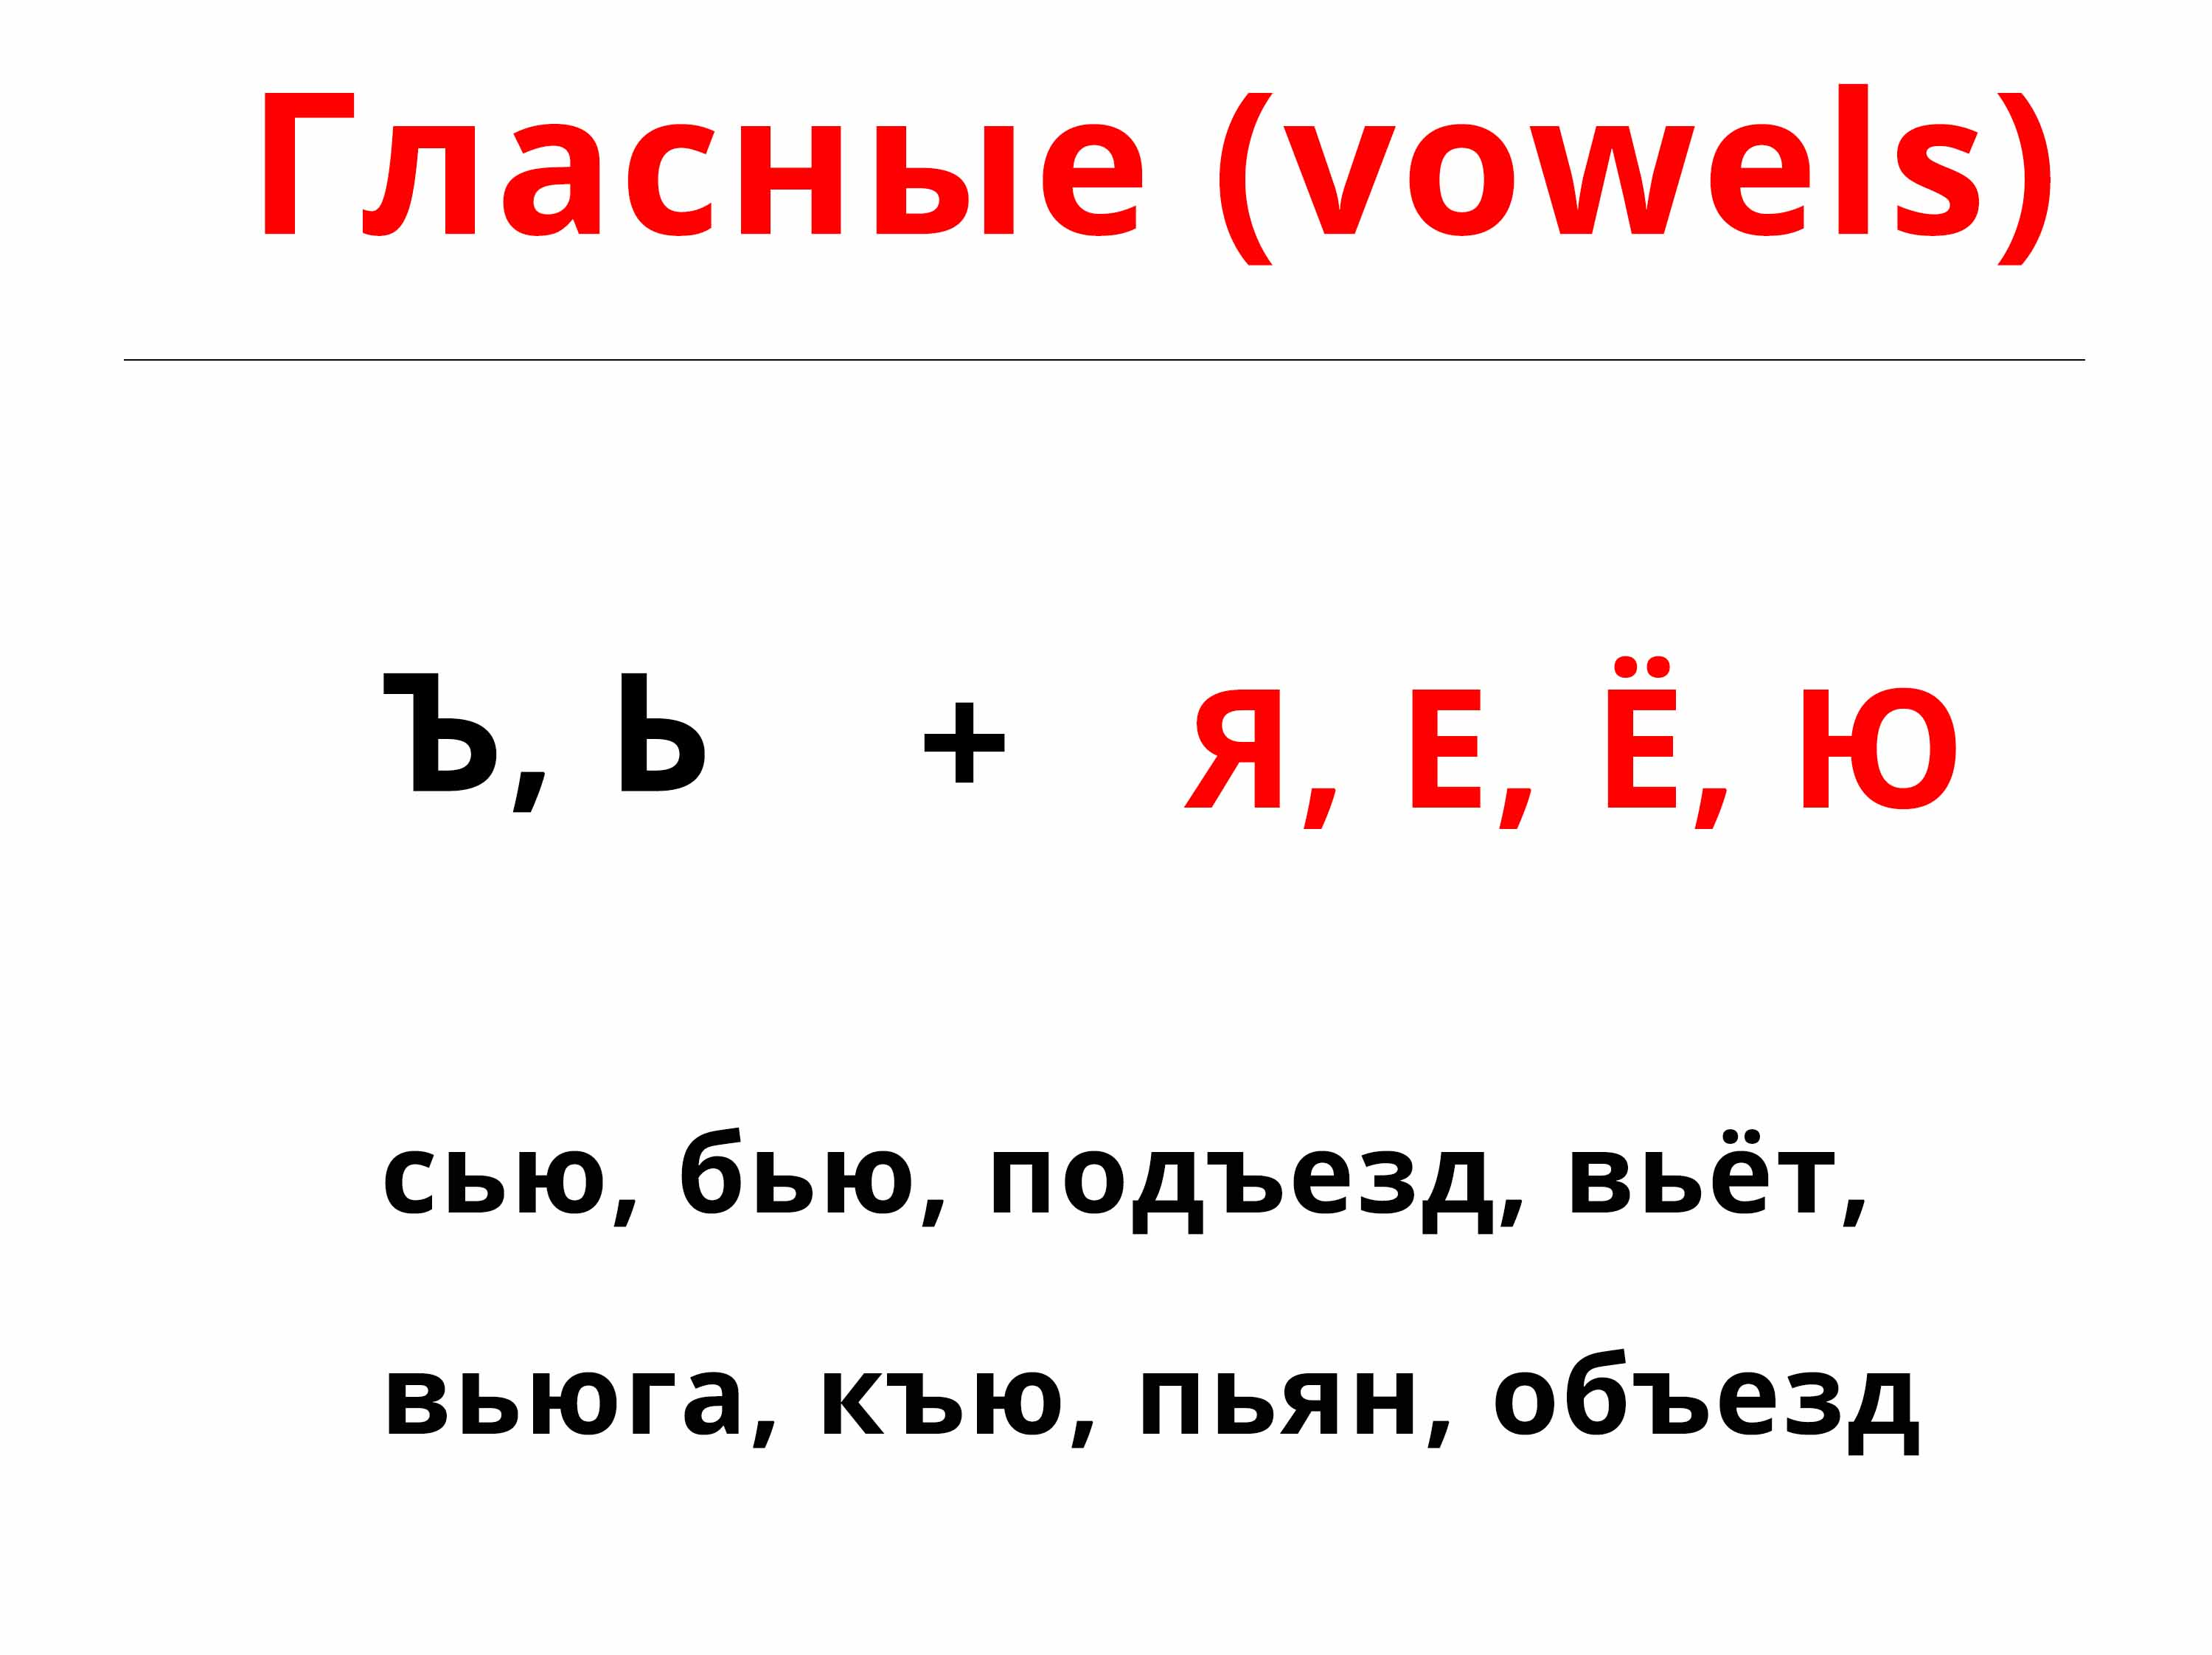 Гласные (vowels)
Ъ, Ь + Я, Е, Ё, Ю
сью, бью, подъезд, вьёт,
вьюга, къю, пьян, объезд